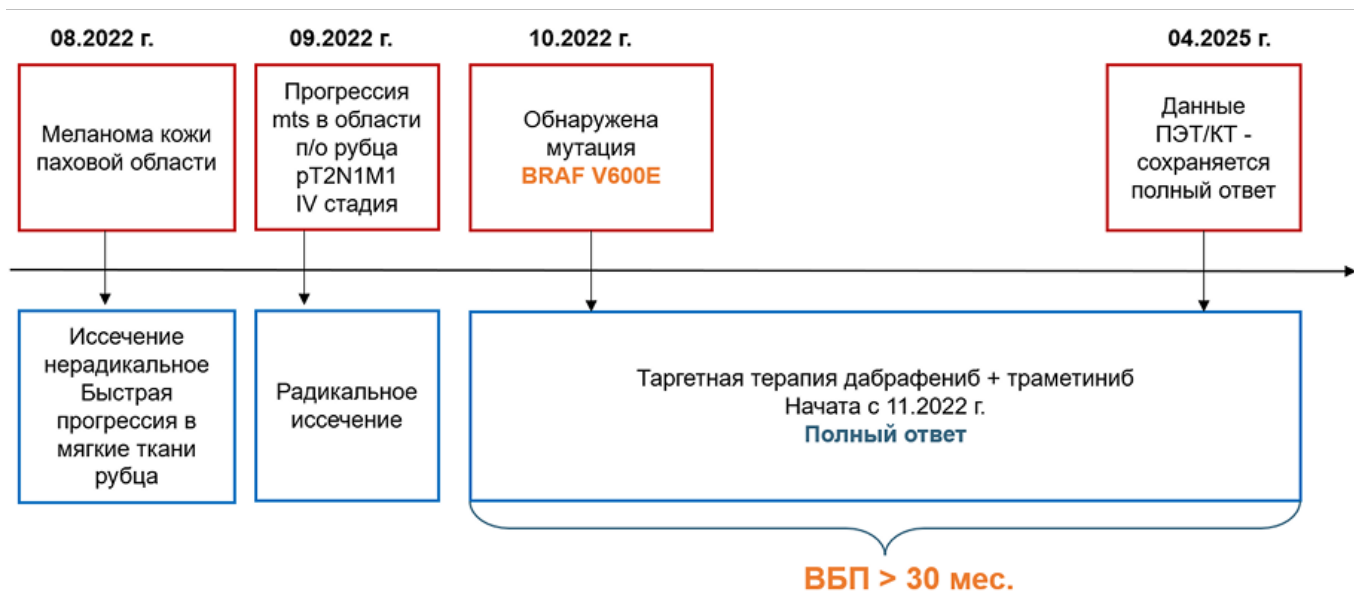 08.2022 г.
09.2022 г.
10.2022 г.
04.2025 г.
Меланома кожи
паховой области
Прогрессия
mts в области
п/о рубца
pT2N1M1
IV стадия
Обнаружена
мутация
BRAF V600E
Данные
ПЭТ/КТ -
сохраняется
полный ответ
Иссечение
нерадикальное
Быстрая
прогрессия в
мягкие ткани
рубца
Радикальное
иссечение
Таргетная терапия дабрафениб + траметиниб
Начата с 11.2022 г.
Полный ответ
ВБП > 30 мес.